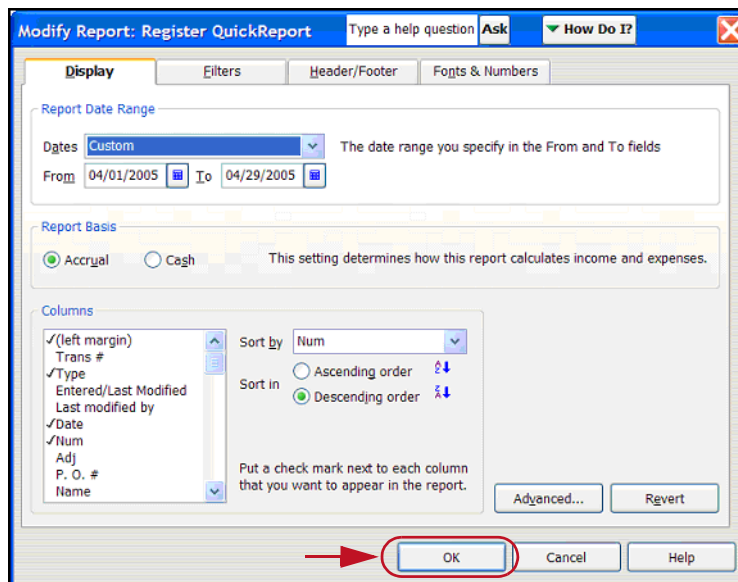 Modify Report: Register QuickReport
Type a help question Ask
How Do I?
Display Filters Header/Footer Fonts & Numbers
Report Date Range
Dates Custom The date range you specify in the From and To fields
From 04/01/2005 To 04/29/2005
Report Basis
Accrual Cash This setting determines how this report calculates income and expenses.
Columns
✓(left margin)
Trans #
✓Type
Entered/Last Modified
Last modified by
✓Date
✓Num
Adj
P. O. #
Name
Sort by Num
Sort in
Ascending order
A
Z
Descending order
Z
A
Put a check mark next to each column
that you want to appear in the report.
Advanced... Revert
OK Cancel Help